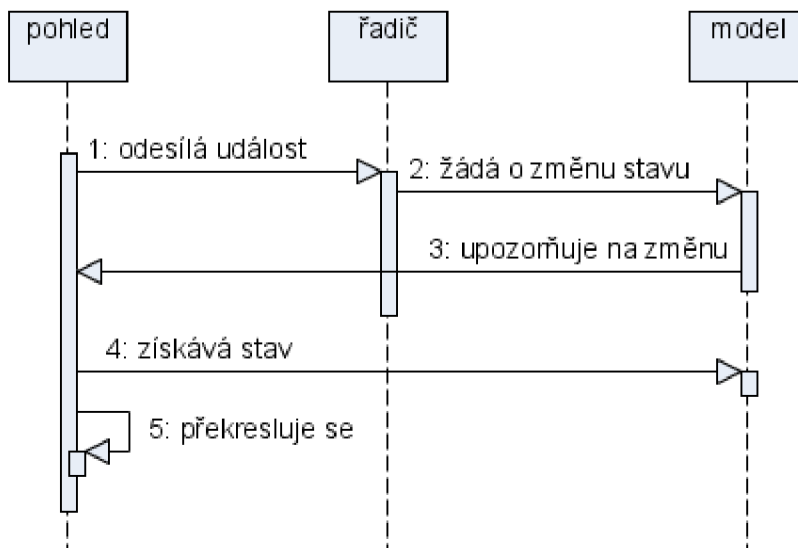 pohled
řadič
model
1: odesílá událost
2: žádá o změnu stavu
3: upozorňuje na změnu
4: získává stav
5: překresluje se